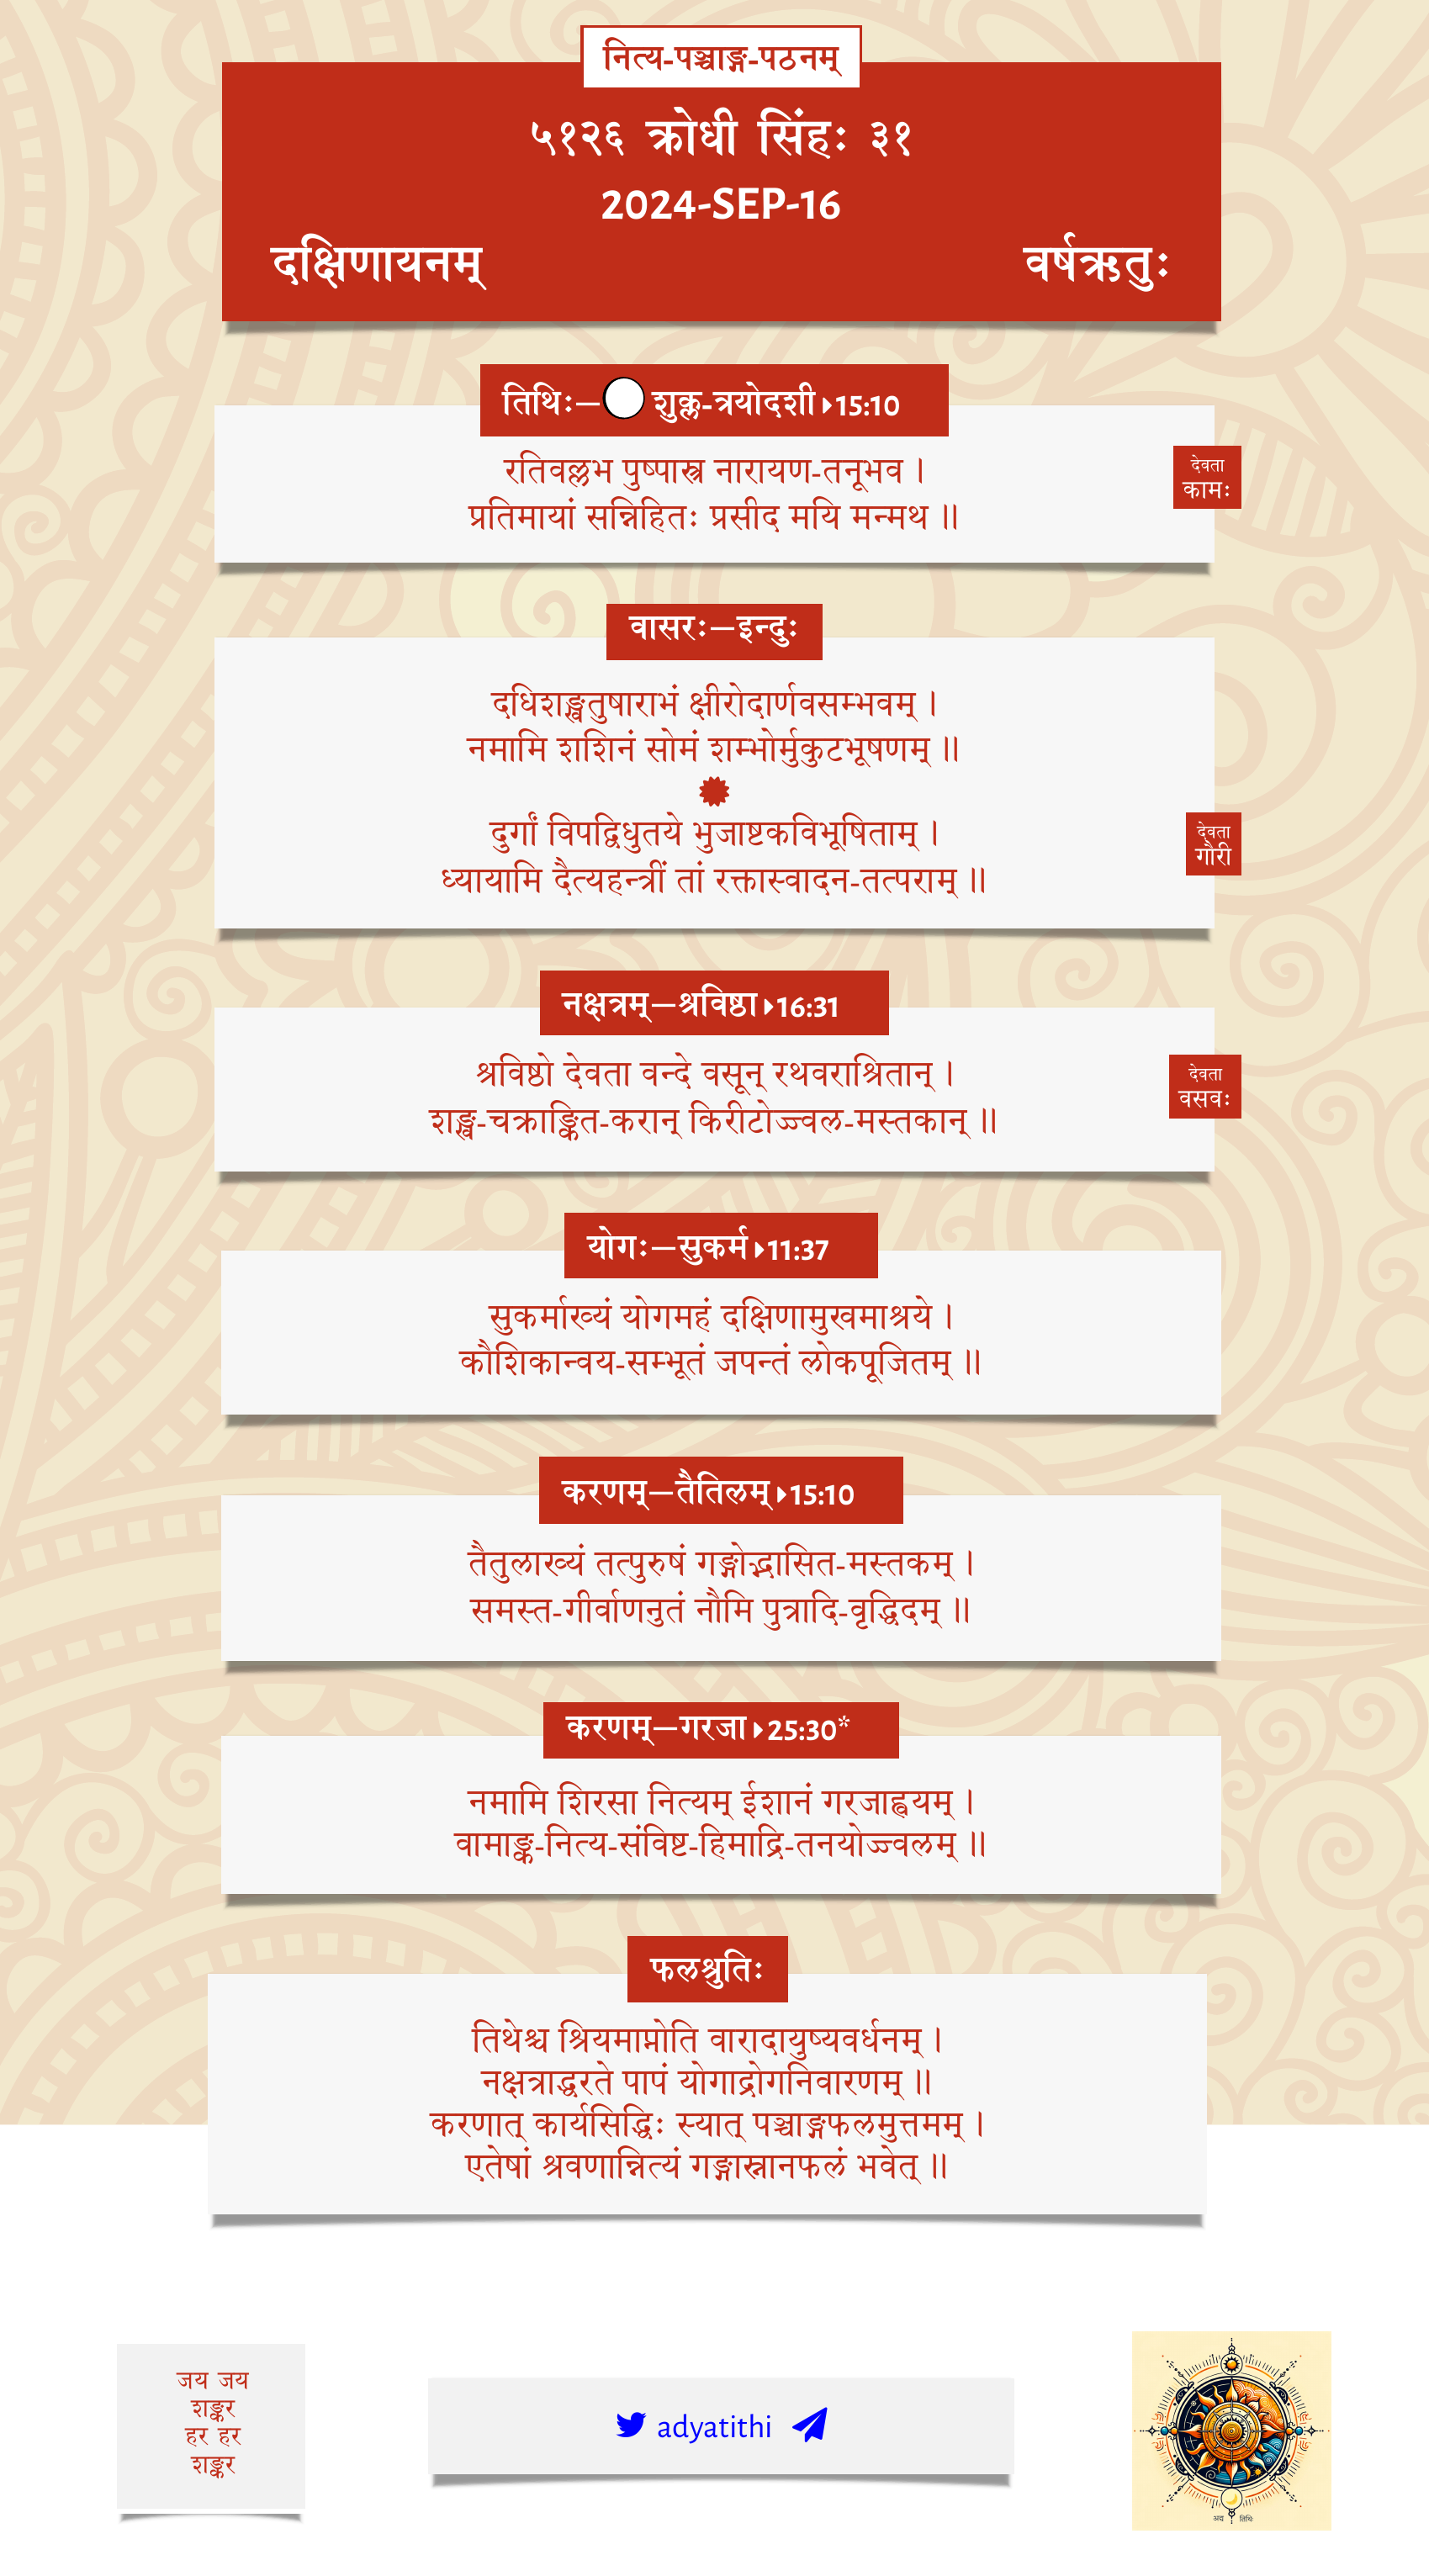 नित्य-पञ्चाङ्ग-पठनम्
५१२६ क्रोधी सिंहः ३१
2024-SEP-16
दक्षिणायनम् वर्षऋतुः
तिथिः— शुक्ल-त्रयोदशी 15:10
रतिवल्लभ पुष्पास्त्र नारायण-तनूभव ।
प्रतिमायां सन्निहितः प्रसीद मयि मन्मथ ॥
देवता
कामः
वासरः—इन्दुः
दधिशङ्खतुषाराभं क्षीरोदार्णवसम्भवम् ।
नमामि शशिनं सोमं शम्भोर्मुकुटभूषणम् ॥
दुर्गां विपद्विधुतये भुजाष्टकविभूषिताम् ।
ध्यायामि दैत्यहन्त्रीं तां रक्तास्वादन-तत्पराम् ॥
देवता
गौरी
नक्षत्रम्—श्रविष्ठा 16:31
श्रविष्ठो देवता वन्दे वसून् रथवराश्रितान् ।
शङ्ख-चक्राङ्कित-करान् किरीटोज्ज्वल-मस्तकान् ॥
देवता
वसवः
योगः—सुकर्म 11:37
सुकर्माख्यं योगमहं दक्षिणामुखमाश्रये ।
कौशिकान्वय-सम्भूतं जपन्तं लोकपूजितम् ॥
करणम्—तैतिलम् 15:10
तैतुलाख्यं तत्पुरुषं गङ्गोद्भासित-मस्तकम् ।
समस्त-गीर्वाणनुतं नौमि पुत्रादि-वृद्धिदम् ॥
करणम्—गरजा 25:30*
नमामि शिरसा नित्यम् ईशानं गरजाह्वयम् ।
वामाङ्क-नित्य-संविष्ट-हिमाद्रि-तनयोज्ज्वलम् ॥
फलश्रुतिः
तिथेश्च श्रियमाप्नोति वारादायुष्यवर्धनम् ।
नक्षत्राद्धरते पापं योगाद्रोगनिवारणम् ॥
करणात् कार्यसिद्धिः स्यात् पञ्चाङ्गफलमुत्तमम् ।
एतेषां श्रवणान्नित्यं गङ्गास्नानफलं भवेत् ॥
जय जय
शङ्कर
हर हर
शङ्कर
adyatithi
अद्य तिथिः